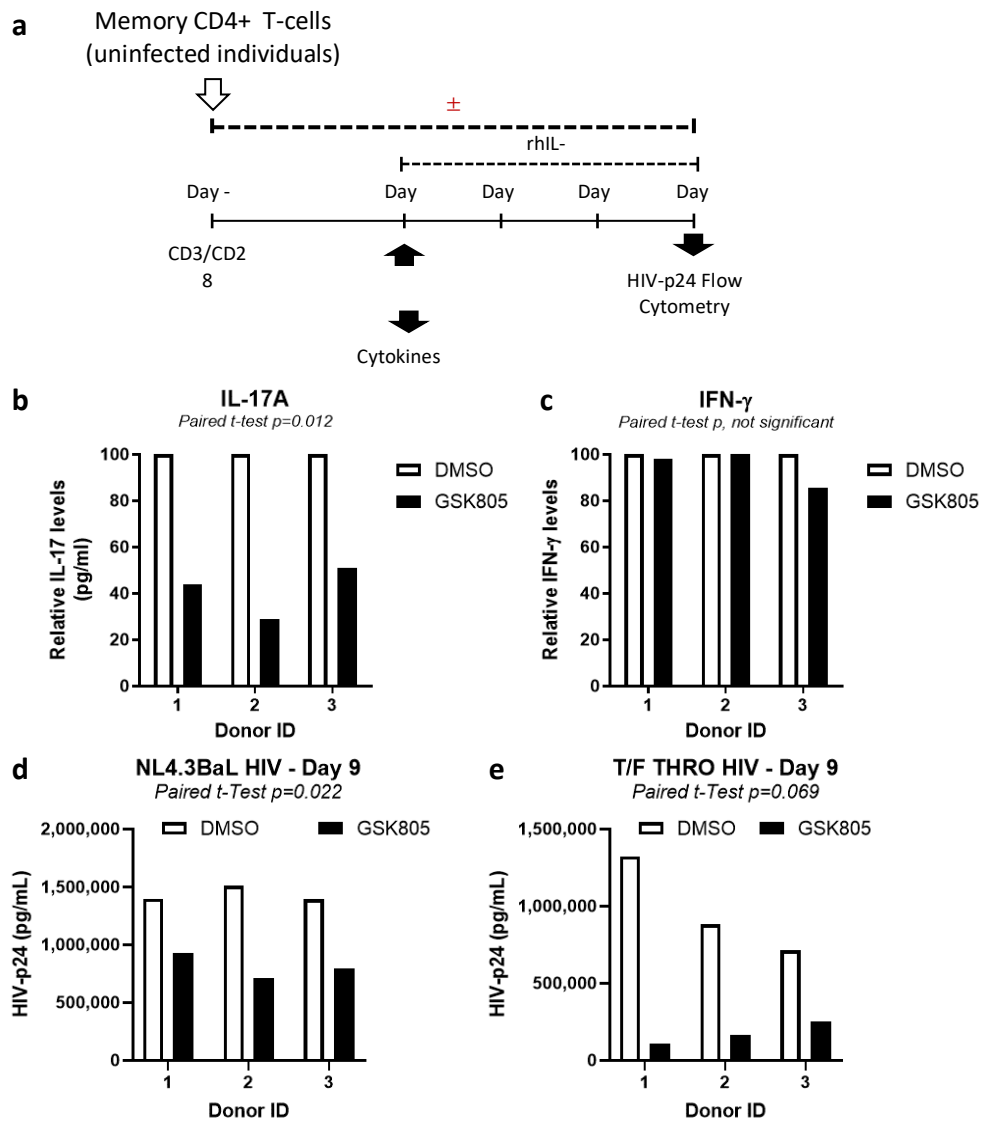 a
Memory CD4+ T-cells
(uninfected individuals)
±
rhIL-
Day - Day Day Day Day
CD3/CD2
8
HIV-p24 Flow
Cytometry
Cytokines
b
IL-17A
Paired t-test p=0.012
Relative IL-17 levels
(pg/ml)
100
80
60
40
20
0
1 2 3
Donor ID
DMSO
GSK805
c
IFN-γ
Paired t-test p, not significant
Relative IFN-γ levels
100
80
60
40
20
0
1 2 3
Donor ID
DMSO
GSK805
d
NL4.3BaL HIV - Day 9
Paired t-Test p=0.022
DMSO GSK805
HIV-p24 (pg/mL)
2,000,000
1,500,000
1,000,000
500,000
0
1 2 3
Donor ID
e
T/F THRO HIV - Day 9
Paired t-Test p=0.069
DMSO GSK805
HIV-p24 (pg/mL)
1,500,000
1,000,000
500,000
0
1 2 3
Donor ID